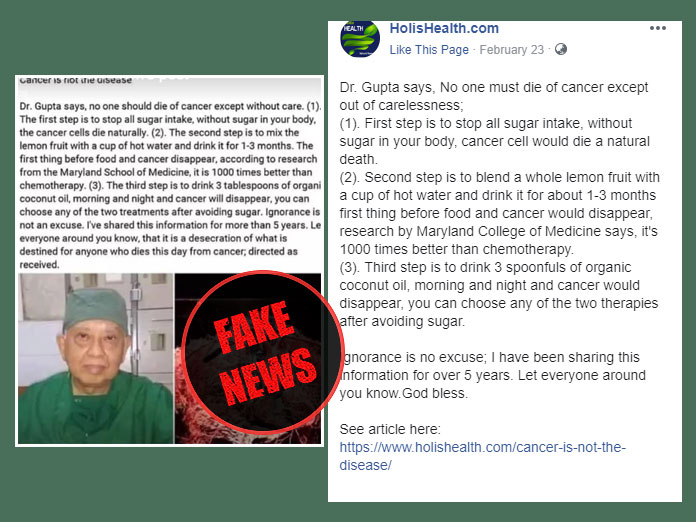 Cancer is not the disease
Dr. Gupta says, no one should die of cancer except without care. (1).
The first step is to stop all sugar intake, without sugar in your body,
the cancer cells die naturally. (2). The second step is to mix the
lemon fruit with a cup of hot water and drink it for 1-3 months. The
first thing before food and cancer disappear, according to research
from the Maryland School of Medicine, it is 1000 times better than
chemotherapy. (3). The third step is to drink 3 tablespoons of organi
coconut oil, morning and night and cancer will disappear, you can
choose any of the two treatments after avoiding sugar. Ignorance is
not an excuse. I've shared this information for more than 5 years. Le
everyone around you know, that it is a desecration of what is
destined for anyone who dies this day from cancer; directed as
received.
FAKE
NEWS
HEALTH
HolisHealth.com
Like This Page · February 23 ·
Dr. Gupta says, No one must die of cancer except
out of carelessness;
(1). First step is to stop all sugar intake, without
sugar in your body, cancer cell would die a natural
death.
(2). Second step is to blend a whole lemon fruit with
a cup of hot water and drink it for about 1-3 months
first thing before food and cancer would disappear,
research by Maryland College of Medicine says, it's
1000 times better than chemotherapy.
(3). Third step is to drink 3 spoonfuls of organic
coconut oil, morning and night and cancer would
disappear, you can choose any of the two therapies
after avoiding sugar.
Ignorance is no excuse; I have been sharing this
information for over 5 years. Let everyone around
you know.God bless.
See article here:
https://www.holishealth.com/cancer-is-not-the-
disease/